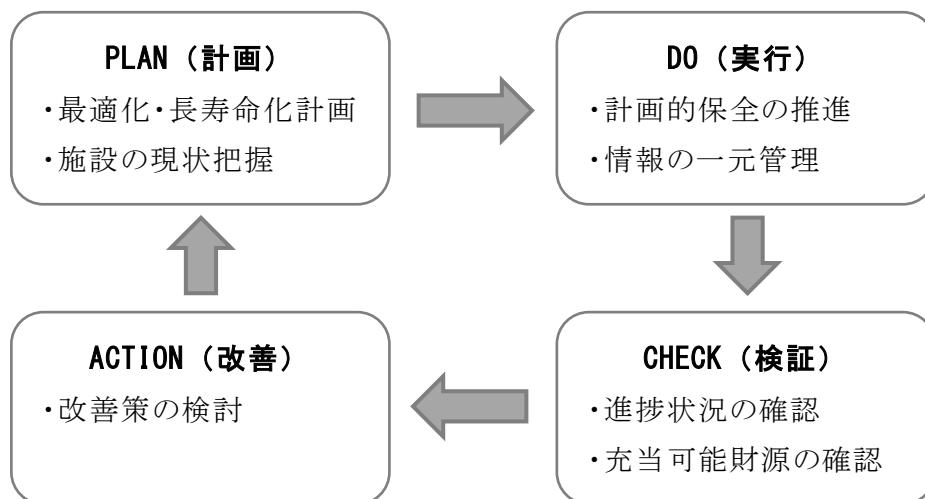 PLAN（計画）
・最適化・長寿命化計画
・施設の現状把握
DO（実行）
・計画的保全の推進
・情報の一元管理
ACTION（改善）
・改善策の検討
CHECK（検証）
・進捗状況の確認
・充当可能財源の確認